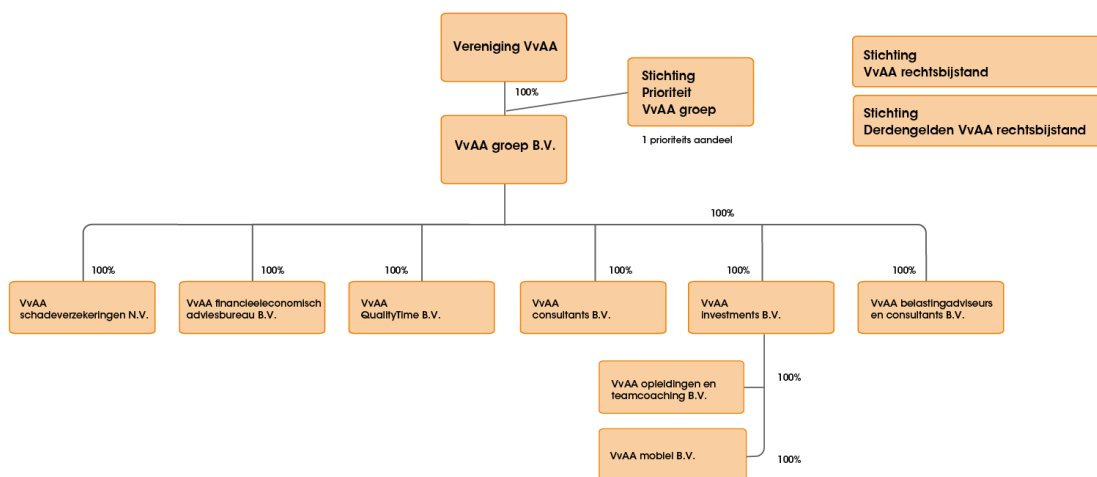 Vereniging VvAA
100%
Stichting
Prioriteit
VvAA groep
1 prioriteits aandeel
VvAA groep B.V.
Stichting
VvAA rechtsbijstand
Stichting
Derdengelden VvAA rechtsbijstand
100%
100%
100%
100%
100%
100%
100%
VvAA
schadeverzekeringen N.V.
VvAA financieeleconomisch
adviesbureau B.V.
VvAA
QualityTime B.V.
VvAA
consultants B.V.
VvAA
investments B.V.
VvAA belastingadviseurs
en consultants B.V.
VvAA opleidingen en
teamcoaching B.V.
100%
VvAA mobiel B.V.
100%